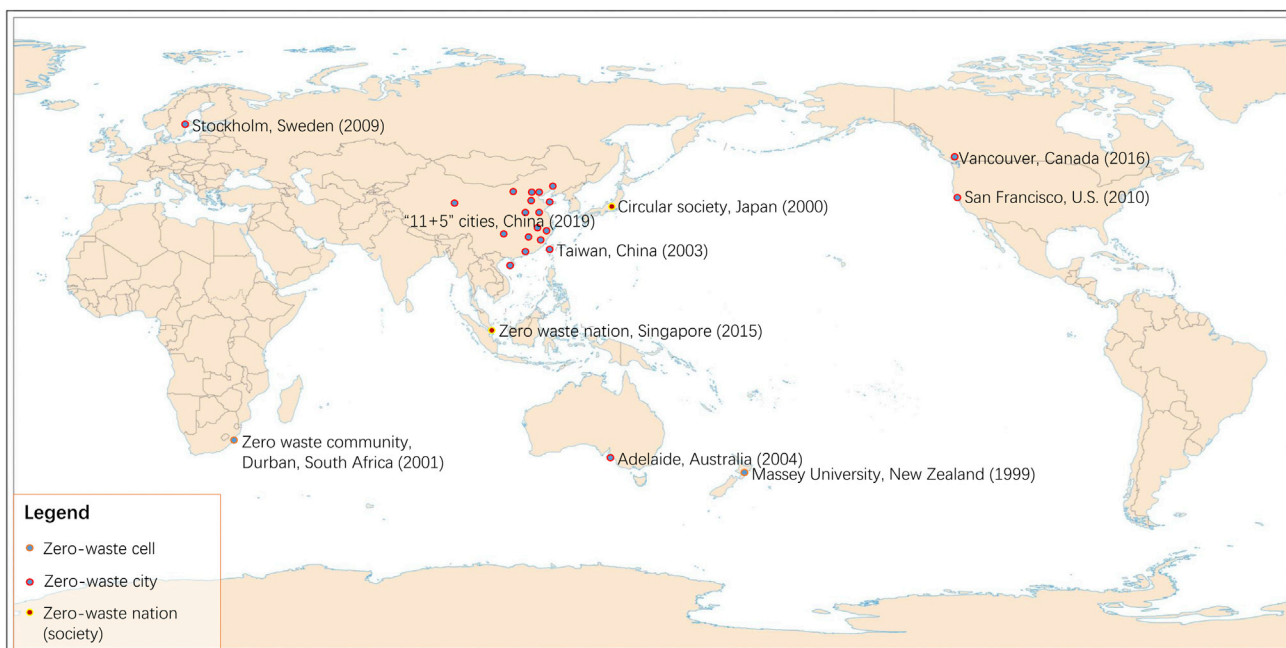 Stockholm, Sweden (2009)
Vancouver, Canada (2016)
San Francisco, U.S. (2010)
Circular society, Japan (2000)
“11+5” cities, China (2019)
Taiwan, China (2003)
Zero waste nation, Singapore (2015)
Zero waste community,
Durban, South Africa (2001)
Adelaide, Australia (2004)
Massey University, New Zealand (1999)
Legend
Zero-waste cell
Zero-waste city
Zero-waste nation
(society)